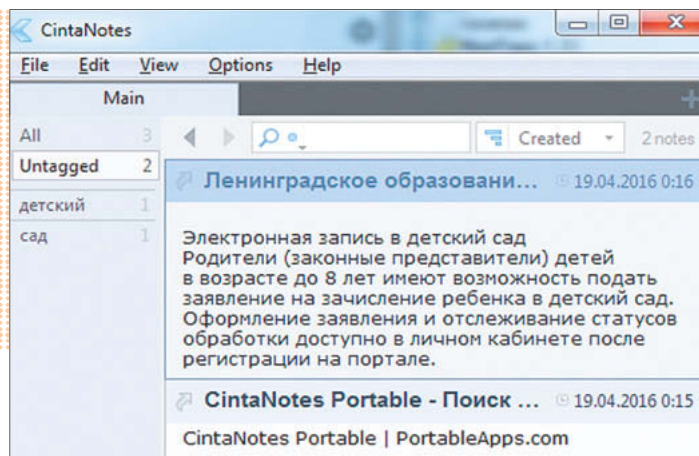 CintaNotes
File Edit View Options Help
Main
All 3
Untagged 2
детский 1
сад 1
Created 2 notes
Ленинградское образовани... 19.04.2016 0:16
Электронная запись в детский сад
Родители (законные представители) детей
в возрасте до 8 лет имеют возможность подать
заявление на зачисление ребенка в детский сад.
Оформление заявления и отслеживание статусов
обработки доступно в личном кабинете после
регистрации на портале.
CintaNotes Portable - Поиск ... 19.04.2016 0:15
CintaNotes Portable | PortableApps.com